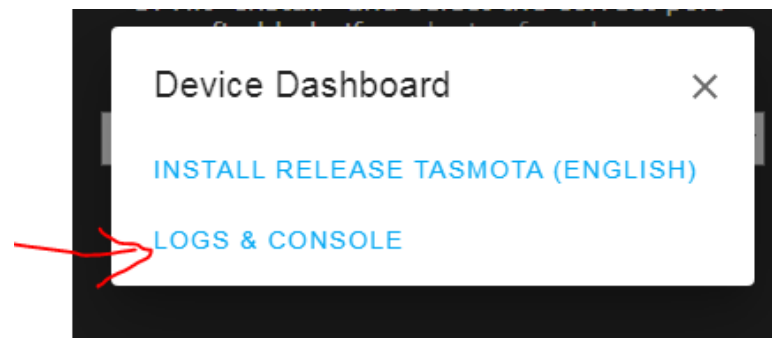 Device Dashboard
INSTALL RELEASE TASMOTA (ENGLISH)
LOGS & CONSOLE